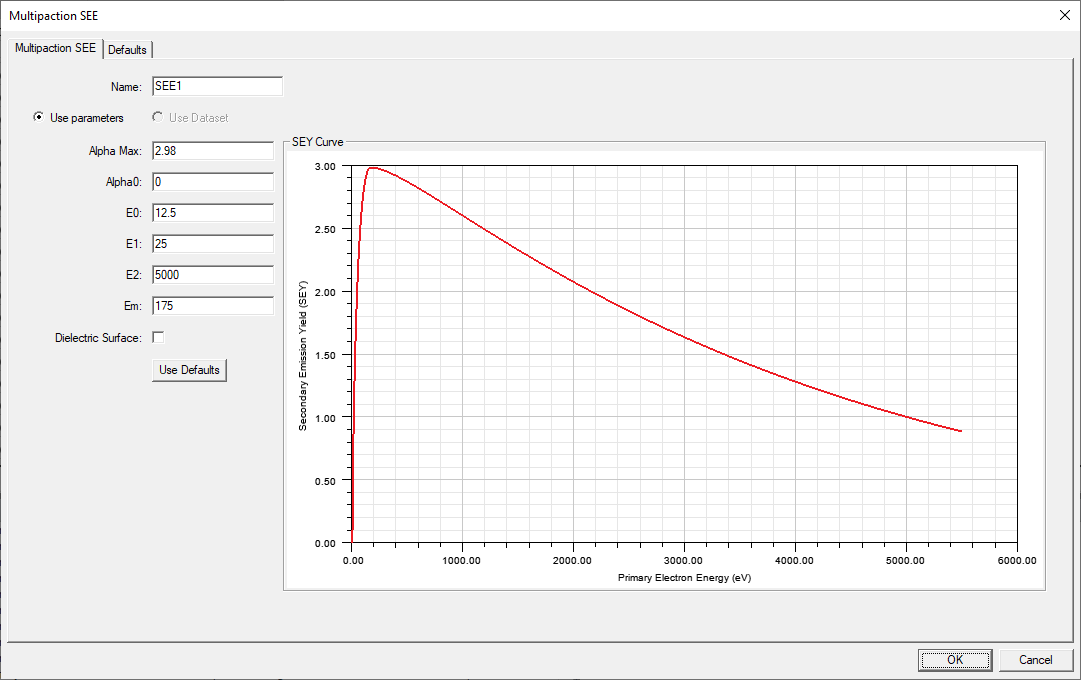 Multipaction SEE
Multipaction SEE Defaults
Name: SEE1
Use parameters Use Dataset
Alpha Max: 2.98
Alpha0: 0
E0: 12.5
E1: 25
E2: 5000
Em: 175
Dielectric Surface:
Use Defaults
SEY Curve
Secondary Emission Yield (SEY)
3.00
2.50
2.00
1.50
1.00
0.50
0.00
0.00 1000.00 2000.00 3000.00 4000.00 5000.00 6000.00
Primary Electron Energy (eV)
OK Cancel